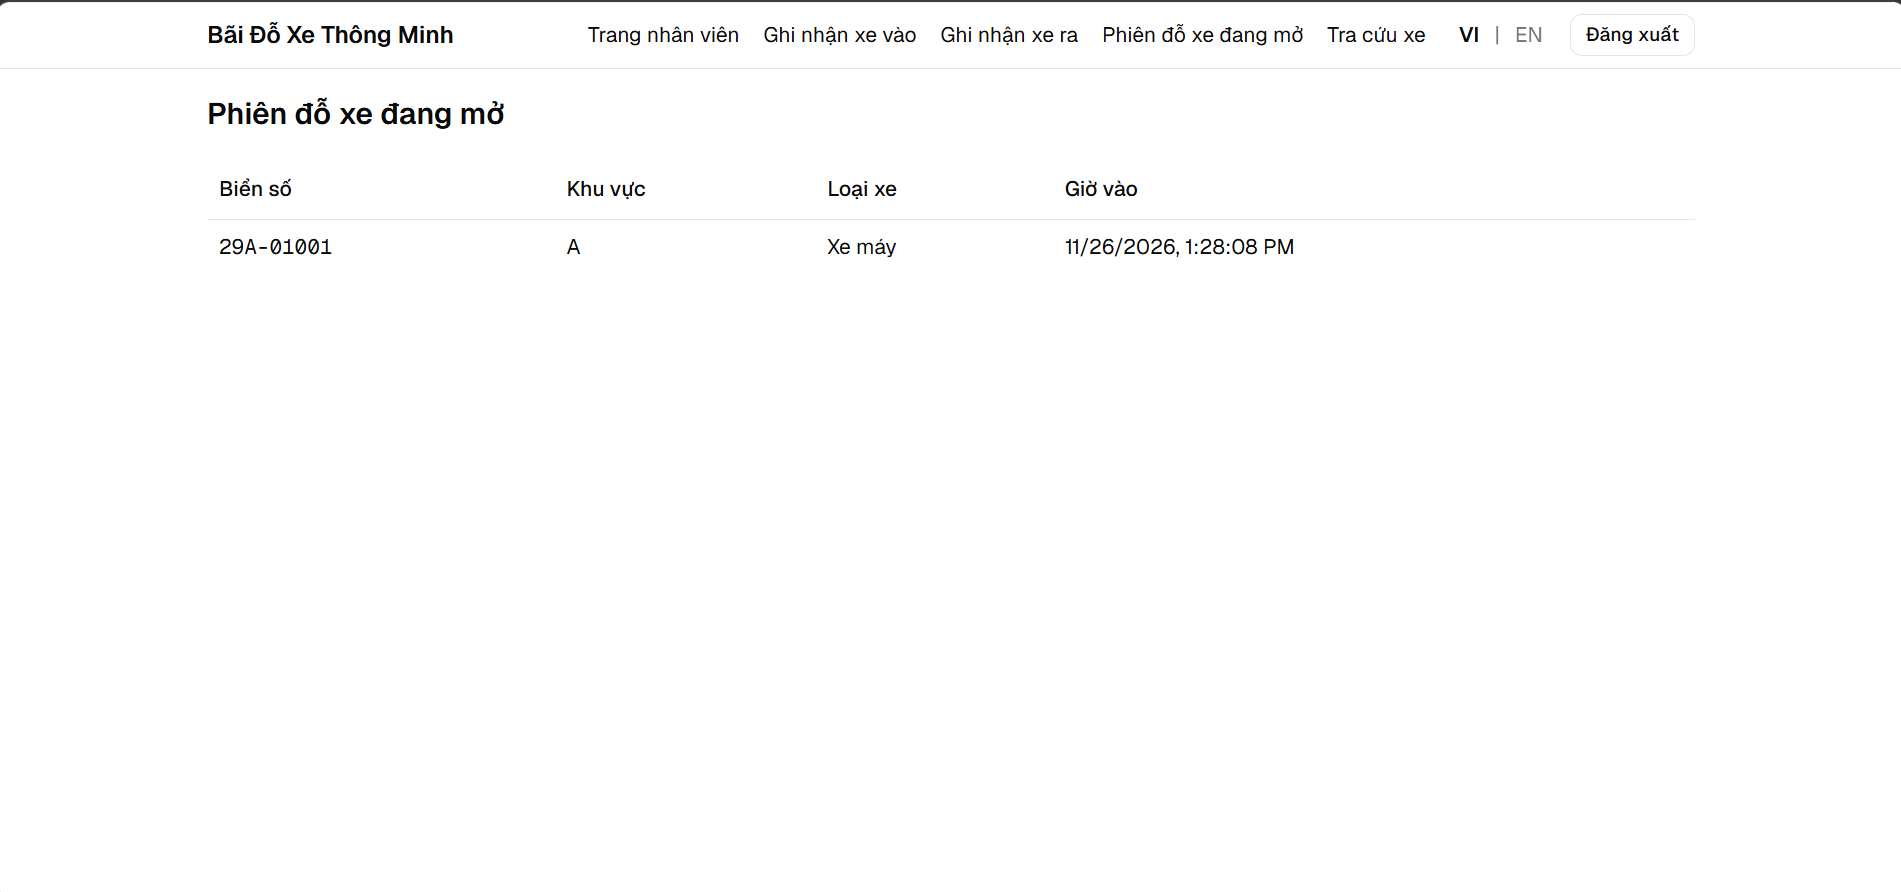 Bãi Đỗ Xe Thông Minh Trang nhân viên Ghi nhận xe vào Ghi nhận xe ra Phiên đỗ xe đang mở Tra cứu xe VI | EN Đăng xuất
Phiên đỗ xe đang mở
Biển số Khu vực Loại xe Giờ vào
29A-01001 A Xe máy 11/26/2026, 1:28:08 PM